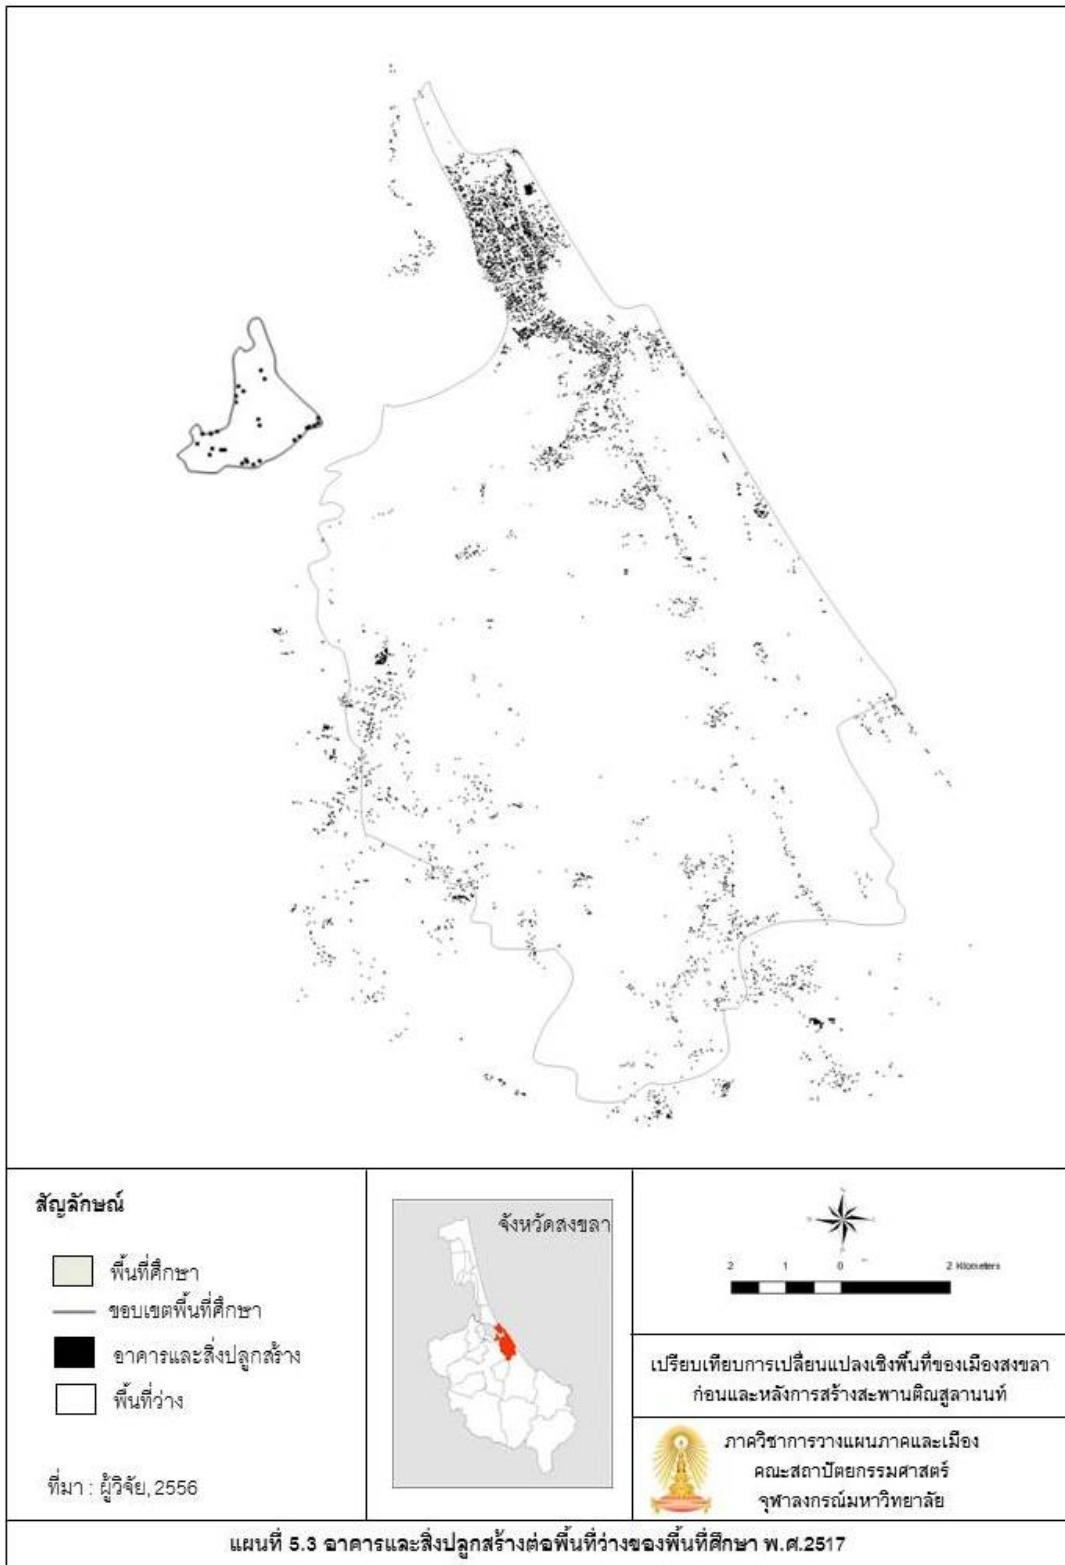 สัญลักษณ์
พื้นที่ศึกษา
ขอบเขตพื้นที่ศึกษา
อาคารและสิ่งปลูกสร้าง
พื้นที่ว่าง
ที่มา : ผู้วิจัย, 2556
จังหวัดสงขลา
2 1 0 2 Kilometers
เปรียบเทียบการเปลี่ยนแปลงเชิงพื้นที่ของเมืองสงขลา
ก่อนและหลังการสร้างสะพานติณสูลานนท์
ภาควิชาการวางแผนภาคและเมือง
คณะสถาปัตยกรรมศาสตร์
จุฬาลงกรณ์มหาวิทยาลัย
แผนที่ 5.3 อาคารและสิ่งปลูกสร้างต่อพื้นที่ว่างของพื้นที่ศึกษา พ.ศ.2517